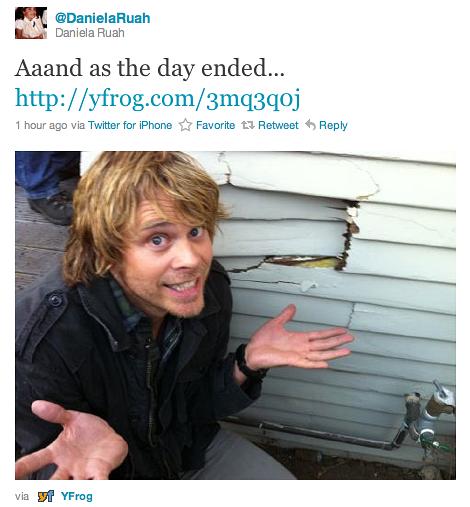 @DanielaRuah
Daniela Ruah
Aaand as the day ended...
http://yfrog.com/3mq3q0j
1 hour ago via Twitter for iPhone Favorite Retweet Reply
via yf YFrog